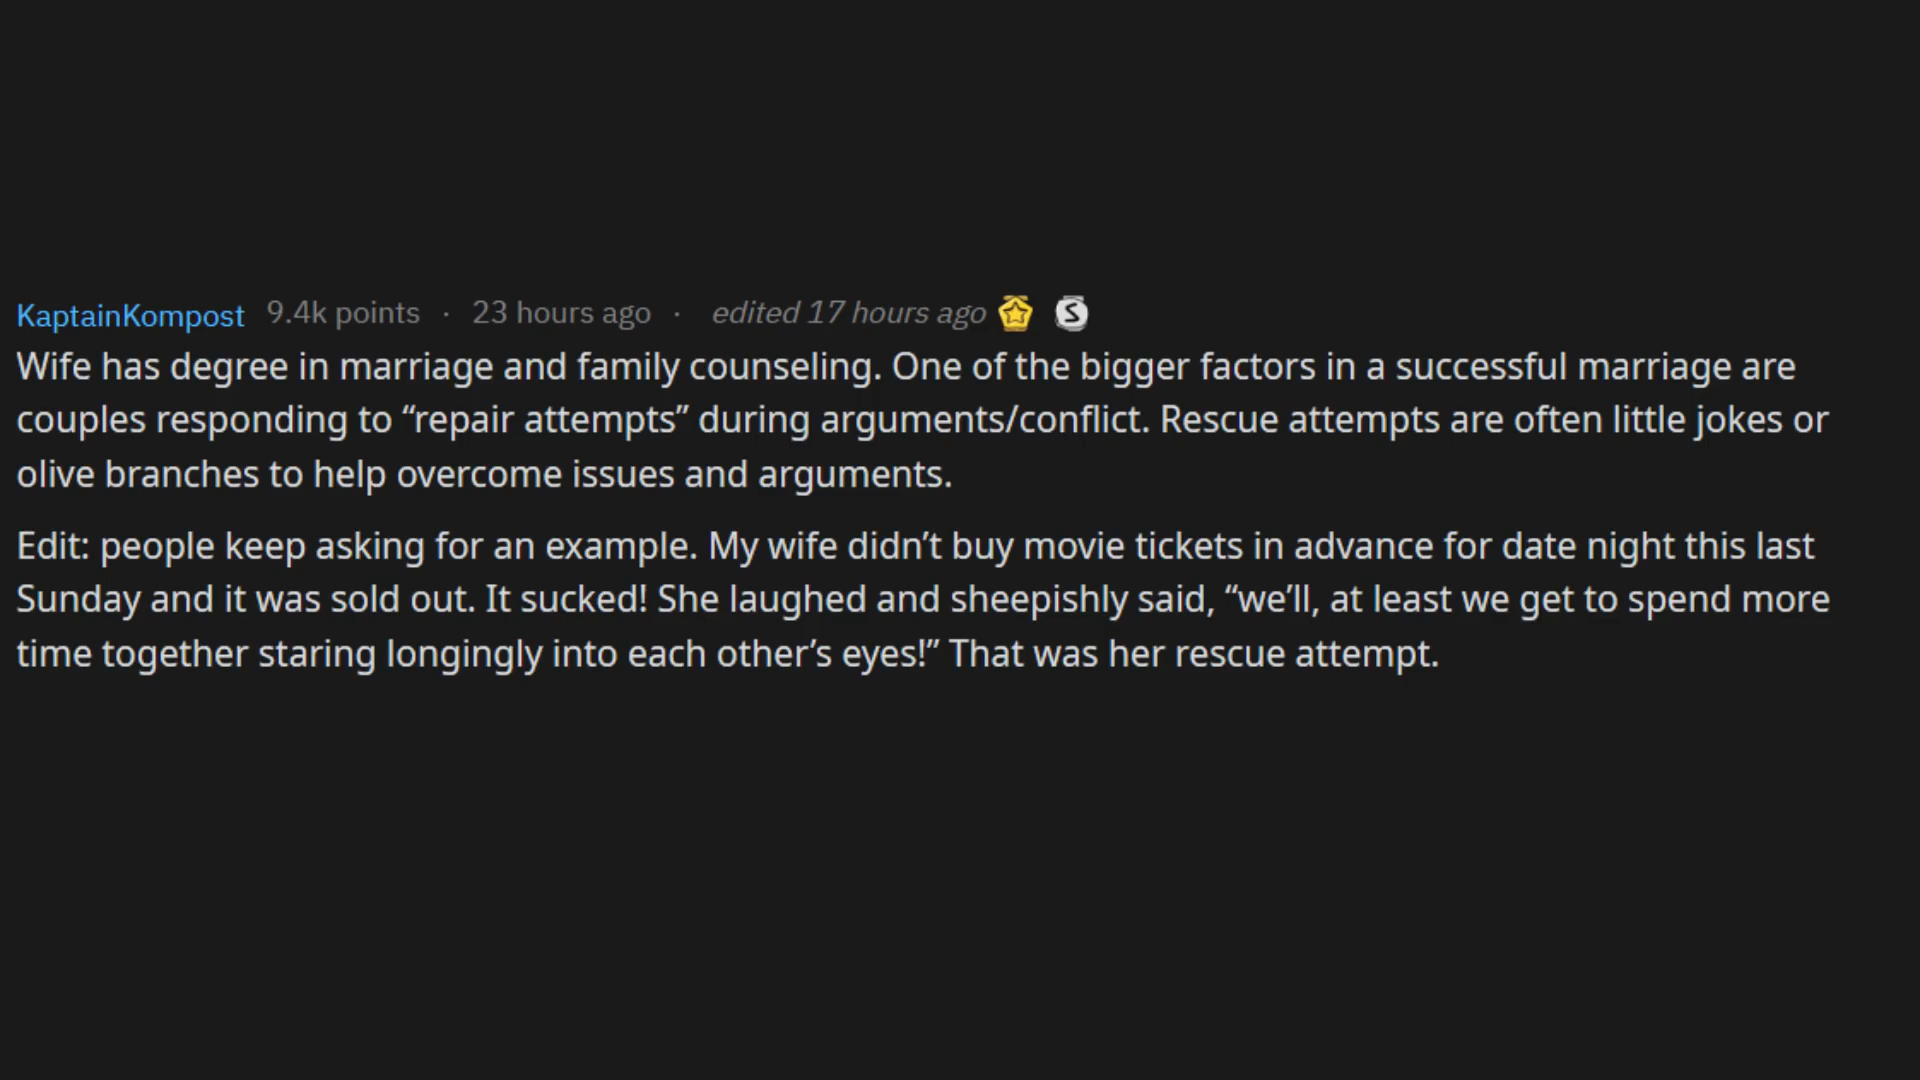 KaptainKompost 9.4k points · 23 hours ago · edited 17 hours ago S
Wife has degree in marriage and family counseling. One of the bigger factors in a successful marriage are
couples responding to “repair attempts” during arguments/conflict. Rescue attempts are often little jokes or
olive branches to help overcome issues and arguments.
Edit: people keep asking for an example. My wife didn’t buy movie tickets in advance for date night this last
Sunday and it was sold out. It sucked! She laughed and sheepishly said, “we’ll, at least we get to spend more
time together staring longingly into each other’s eyes!” That was her rescue attempt.